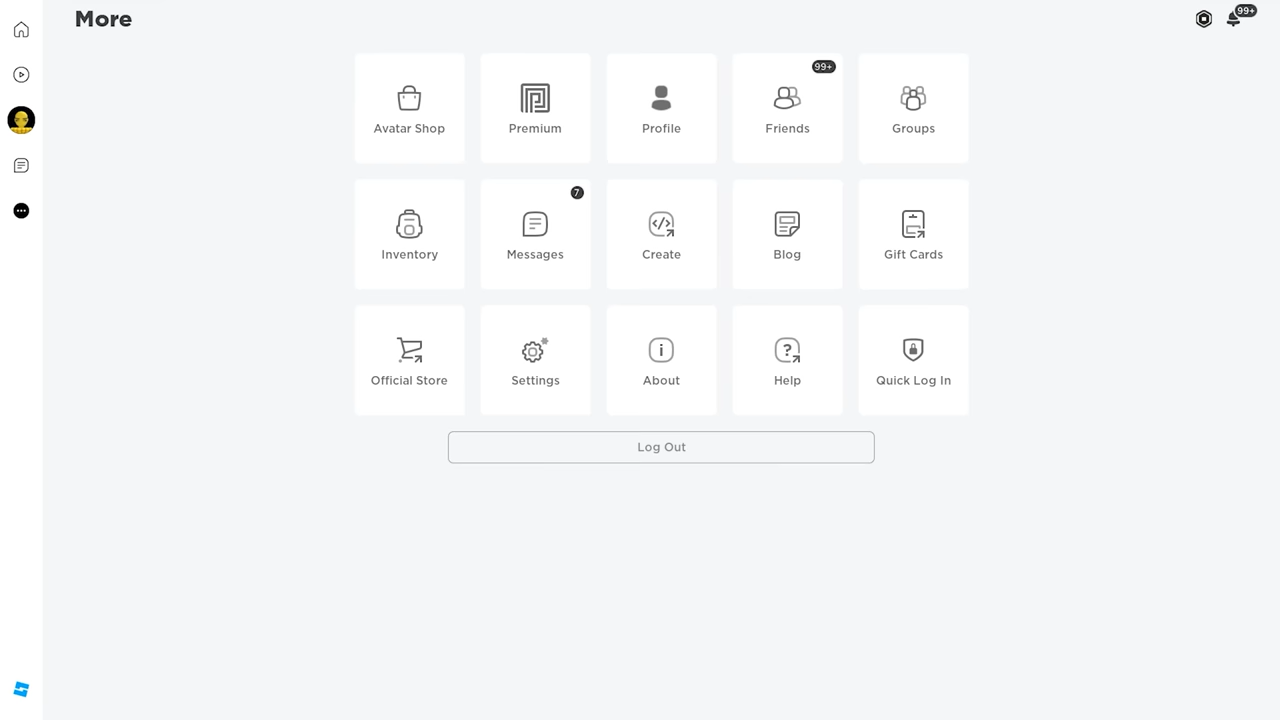 More
99+
99+
Avatar Shop
Premium
Profile
Friends
Groups
7
Inventory
Messages
Create
Blog
Gift Cards
Official Store
Settings
About
Help
Quick Log In
Log Out